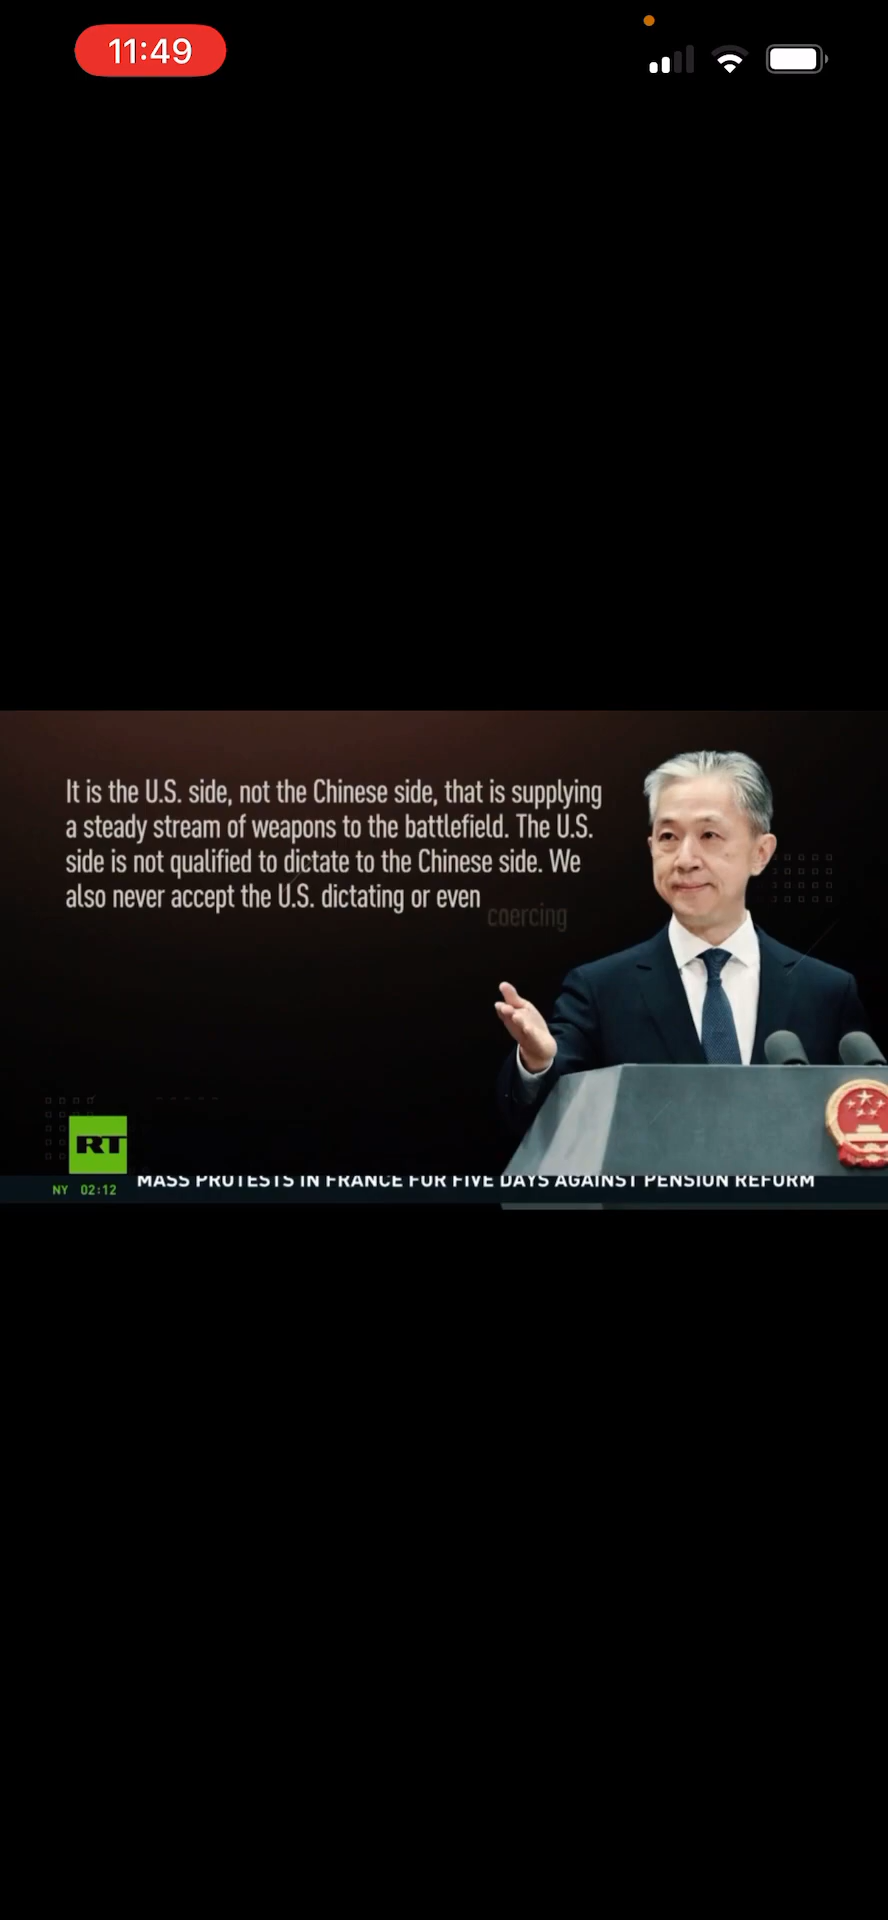 11:49
It is the U.S. side, not the Chinese side, that is supplying
a steady stream of weapons to the battlefield. The U.S.
side is not qualified to dictate to the Chinese side. We
also never accept the U.S. dictating or even
coercing
RT
MASS PROTESTS IN FRANCE FOR FIVE DAYS AGAINST PENSION REFORM
NY 02:12